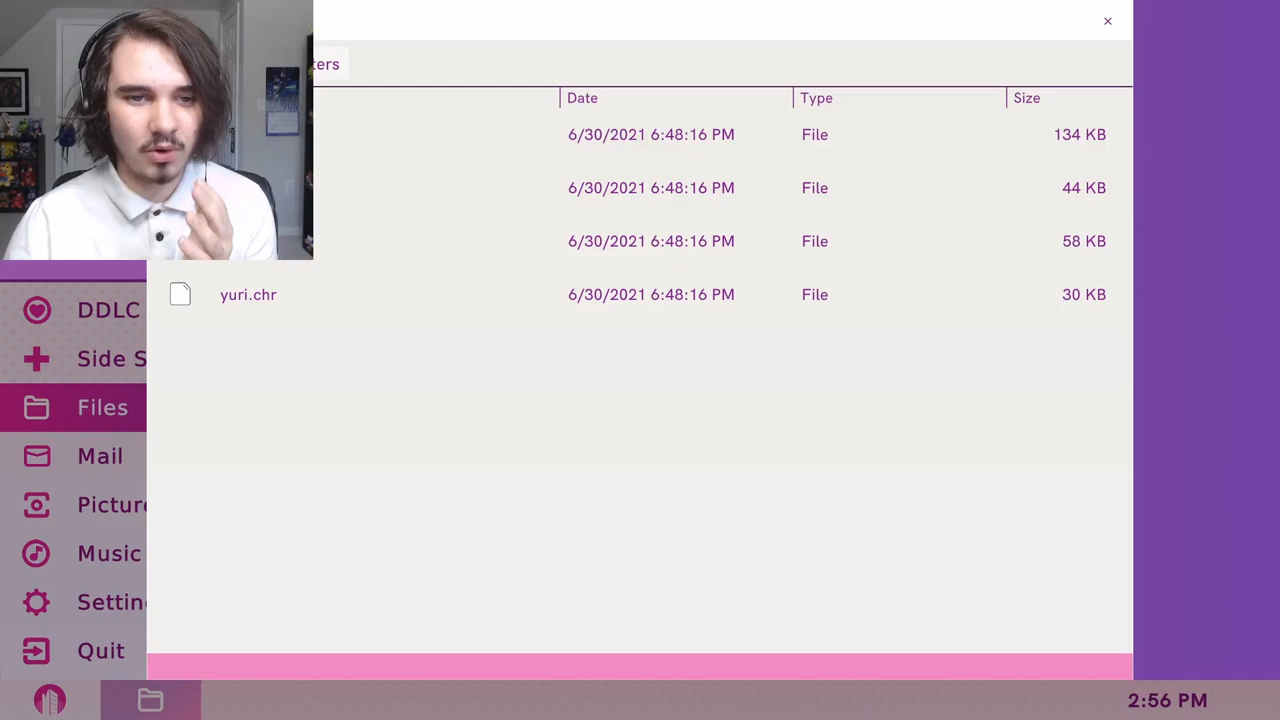 ×
ters
Date Type Size
6/30/2021 6:48:16 PM File 134 KB
6/30/2021 6:48:16 PM File 44 KB
6/30/2021 6:48:16 PM File 58 KB
yuri.chr 6/30/2021 6:48:16 PM File 30 KB
DDLC
Side S
Files
Mail
Picture
Music
Settin
Quit
2:56 PM